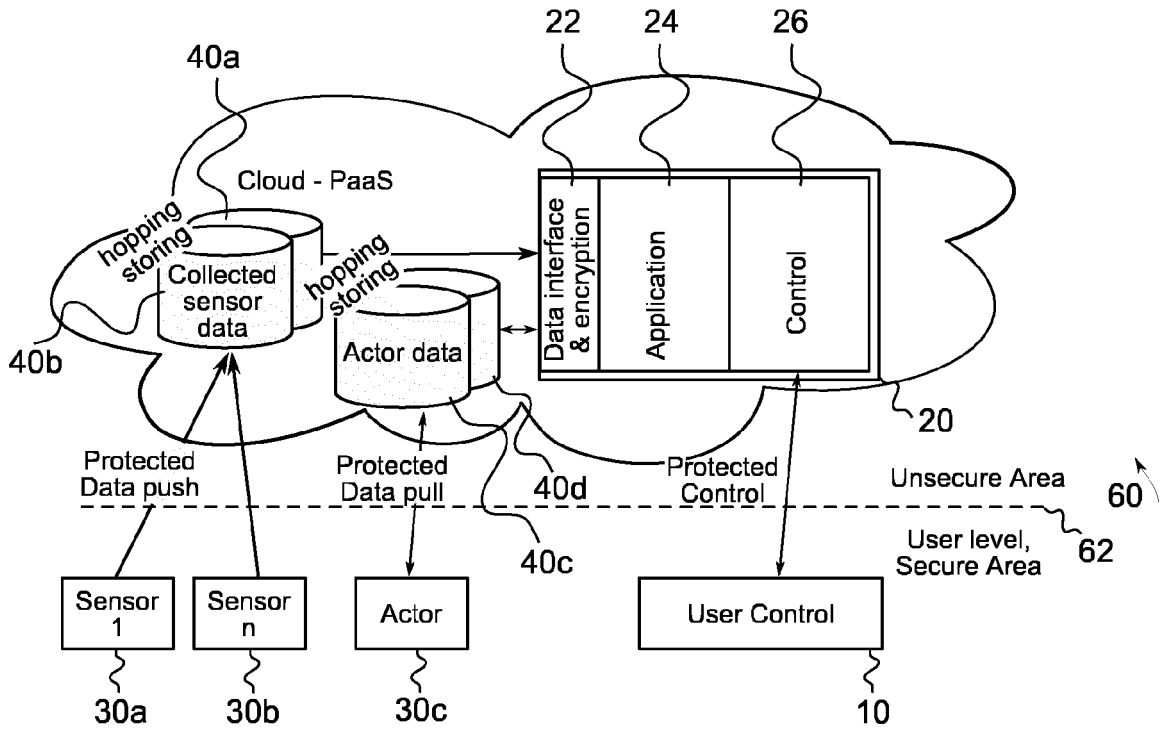 22
24
26
40a
Cloud - PaaS
hopping
storing
Collected
sensor
data
hopping
storing
Actor data
Data interface
& encryption
Application
Control
40b
20
Protected
Data push
Protected
Data pull
40d
Protected
Control
Unsecure Area
60
40c
User level,
Secure Area
62
Sensor
1
Sensor
n
Actor
User Control
30a
30b
30c
10